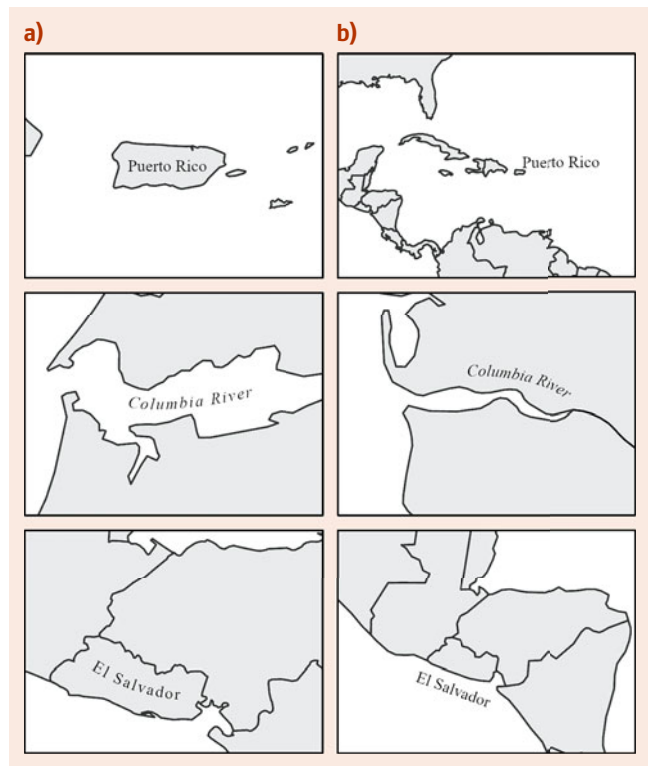 a)
b)
Puerto Rico
Puerto Rico
Columbia River
Columbia River
El Salvador
El Salvador